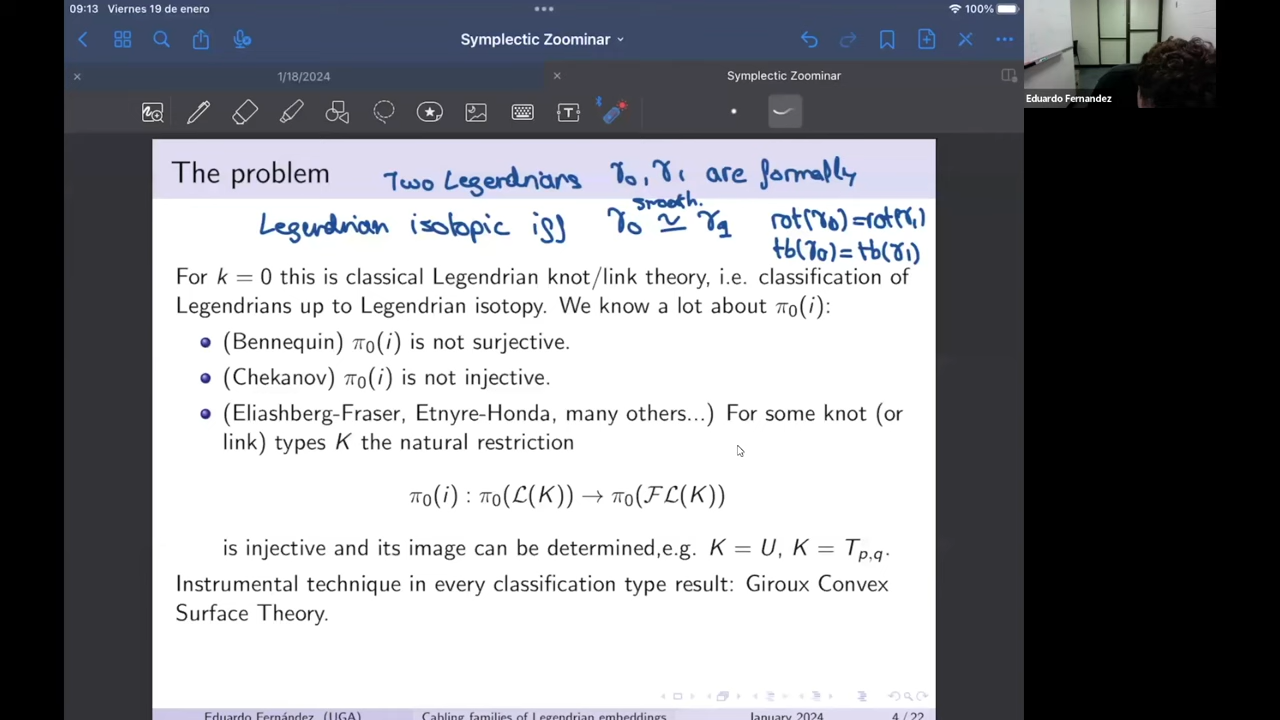 09:13 Viernes 19 de enero
100%
Symplectic Zoominar
1/18/2024
Symplectic Zoominar
Eduardo Fernandez
The problem
Two Legerdnians γ₀, γ₁ are formally
Legerdnian isotopic iff γ₀ ≃ γ₁ rot(γ₀)=rot(γ₁)
smooth.
tb(γ₀)=tb(γ₁)
For k = 0 this is classical Legendrian knot/link theory, i.e. classification of
Legendrians up to Legendrian isotopy. We know a lot about π₀(i):
(Bennequin) π₀(i) is not surjective.
(Chekanov) π₀(i) is not injective.
(Eliashberg-Fraser, Etnyre-Honda, many others...) For some knot (or
link) types K the natural restriction
π₀(i) : π₀(𝓛(K)) → π₀(𝓕𝓛(K))
is injective and its image can be determined,e.g. K = U, K = Tp,q.
Instrumental technique in every classification type result: Giroux Convex
Surface Theory.
Eduardo Fernández (UGA) Cabling families of Legendrian embeddings January 2024 4 / 22